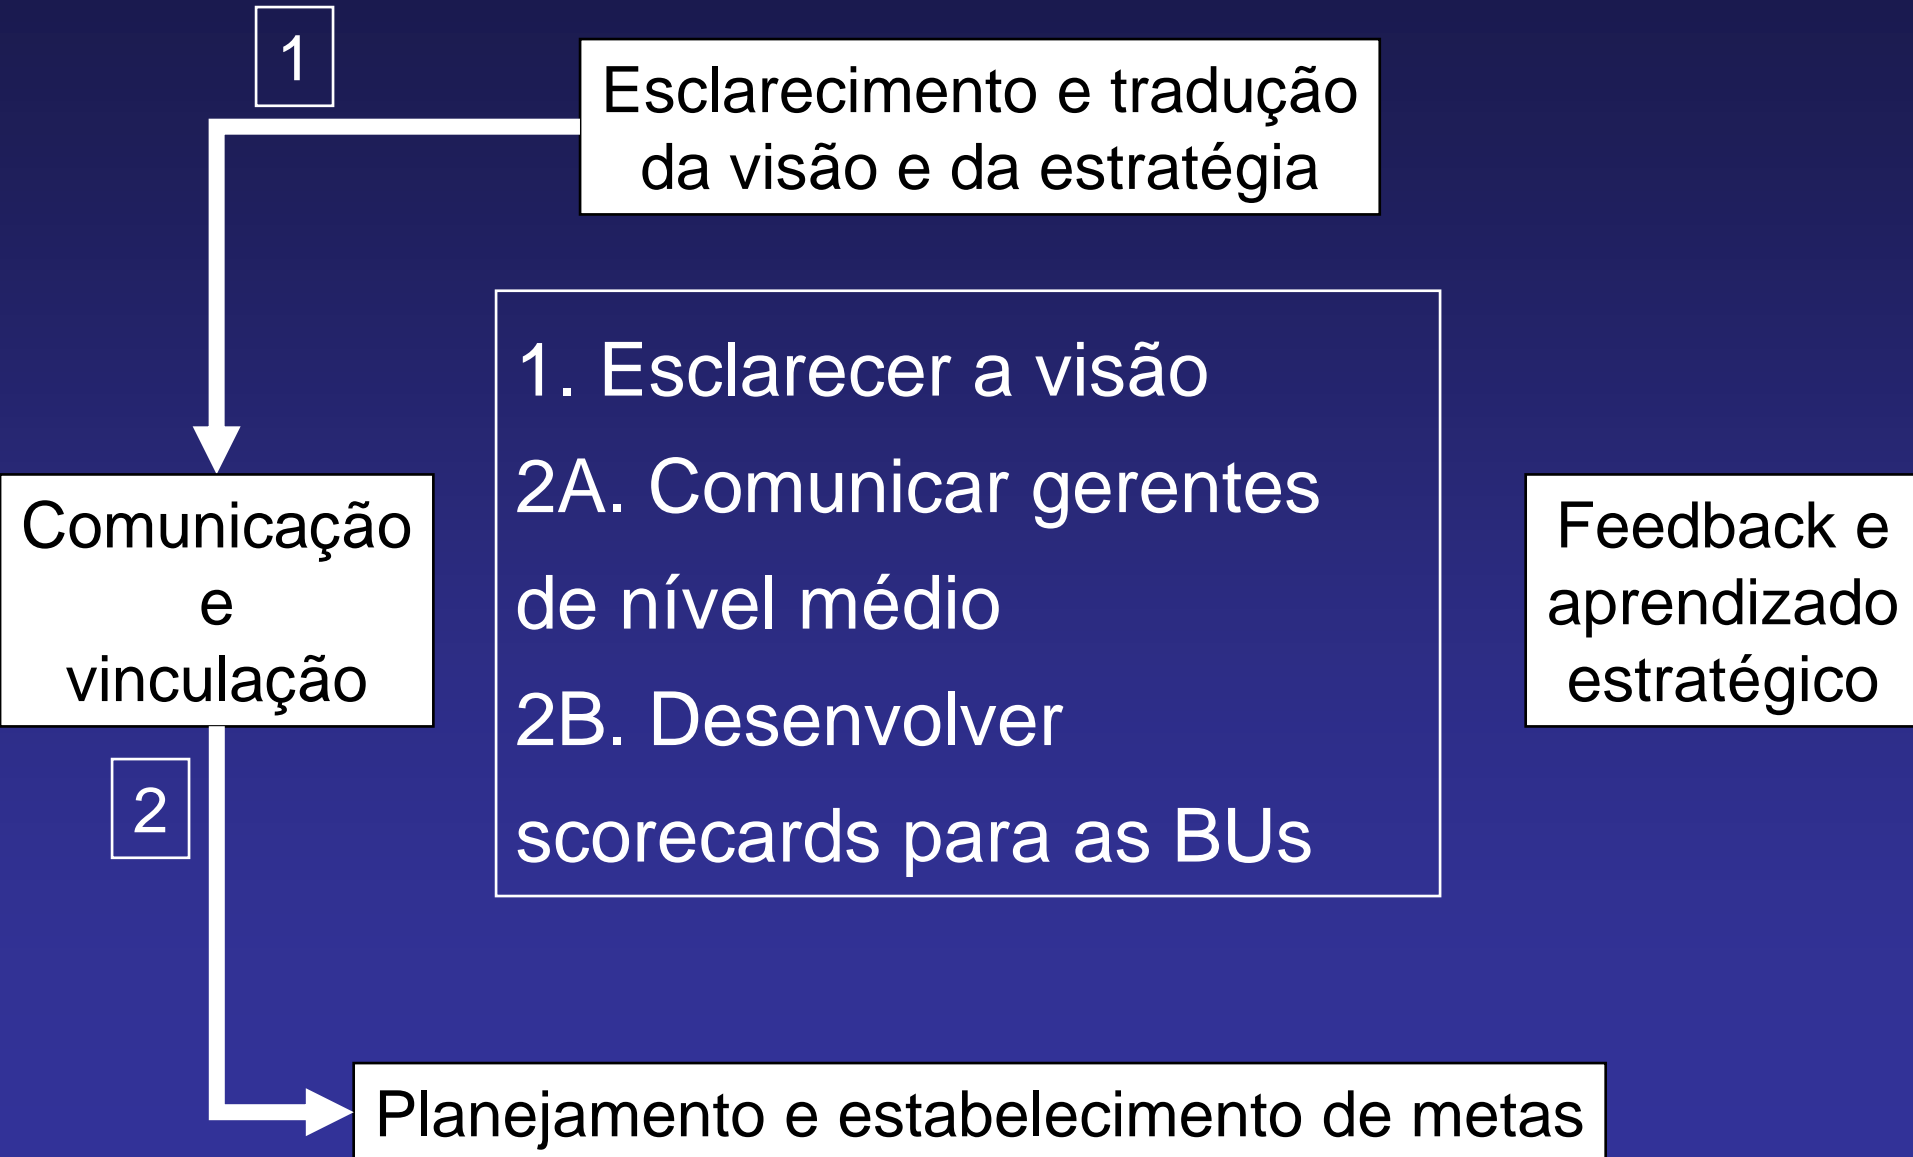 1
Esclarecimento e tradução
da visão e da estratégia
1. Esclarecer a visão
2A. Comunicar gerentes
de nível médio
2B. Desenvolver
scorecards para as BUs
Comunicação
e
vinculação
Feedback e
aprendizado
estratégico
2
Planejamento e estabelecimento de metas